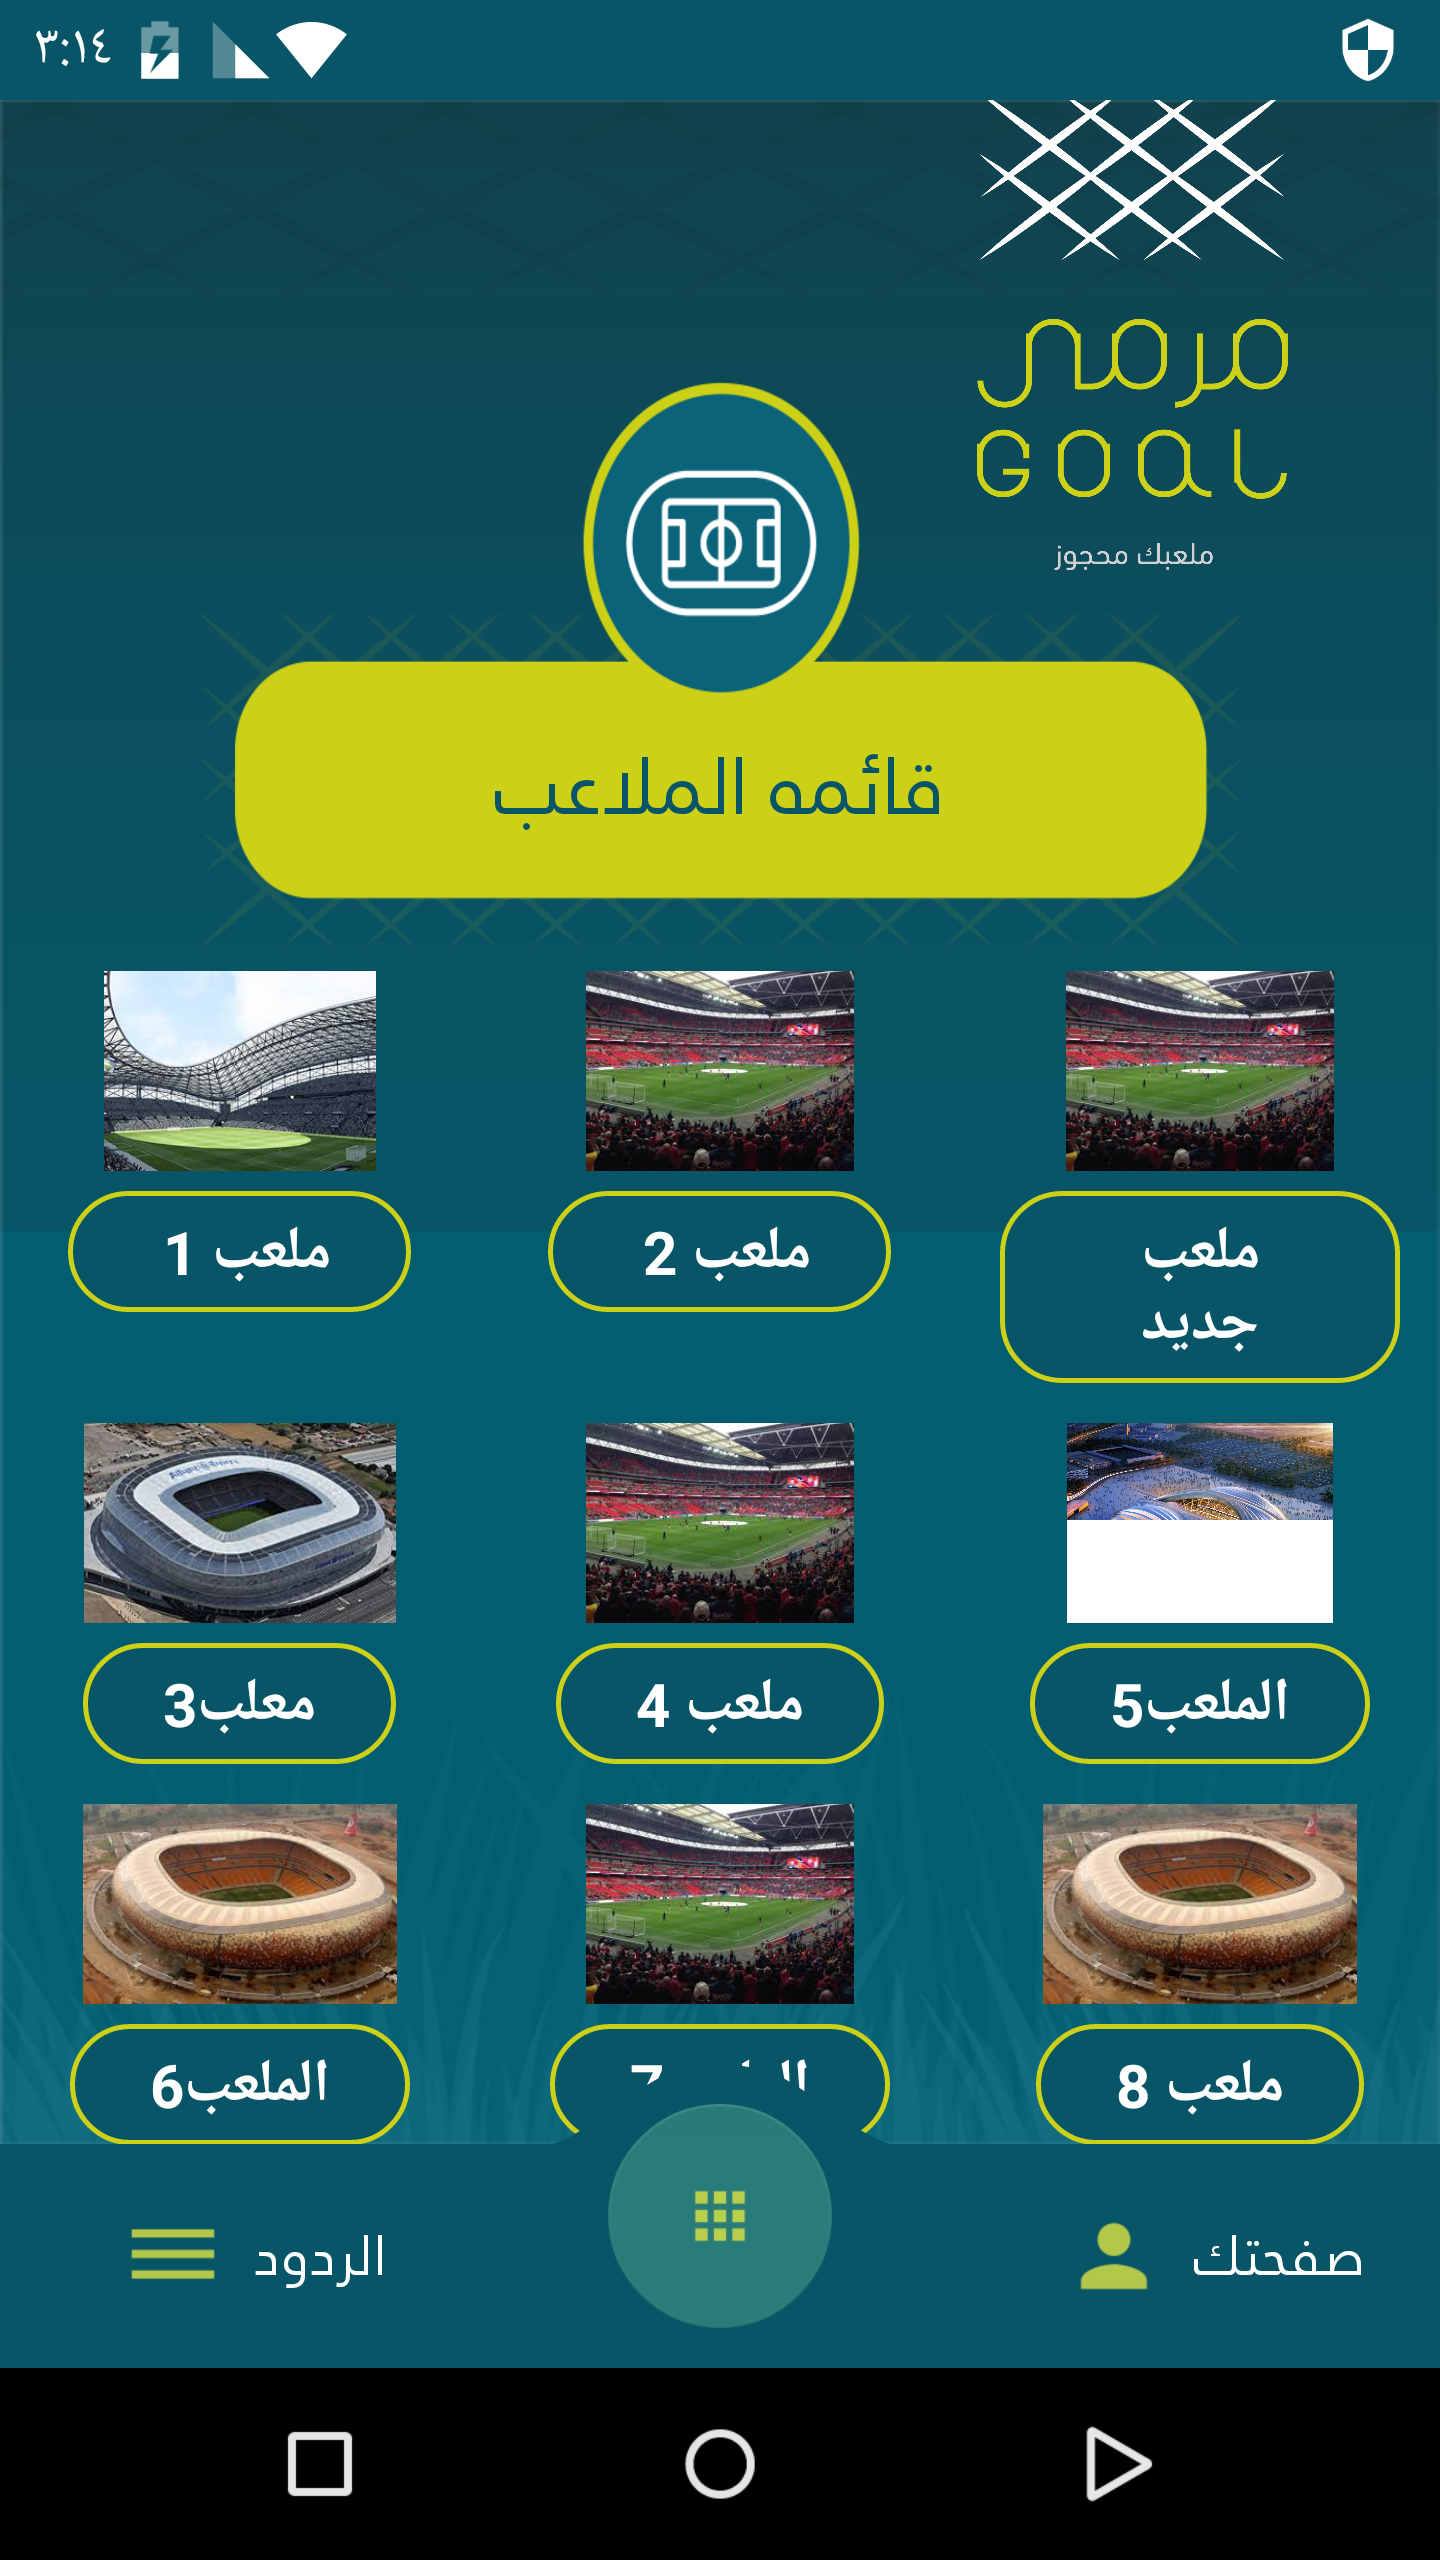 ٣:١٤
مرمى
GOAL
ملعبك محجوز
قائمه الملاعب
ملعب جديد
ملعب 2
ملعب 1
الملعب5
ملعب 4
معلب3
ملعب 8
الملعب6
صفحتك
الردود